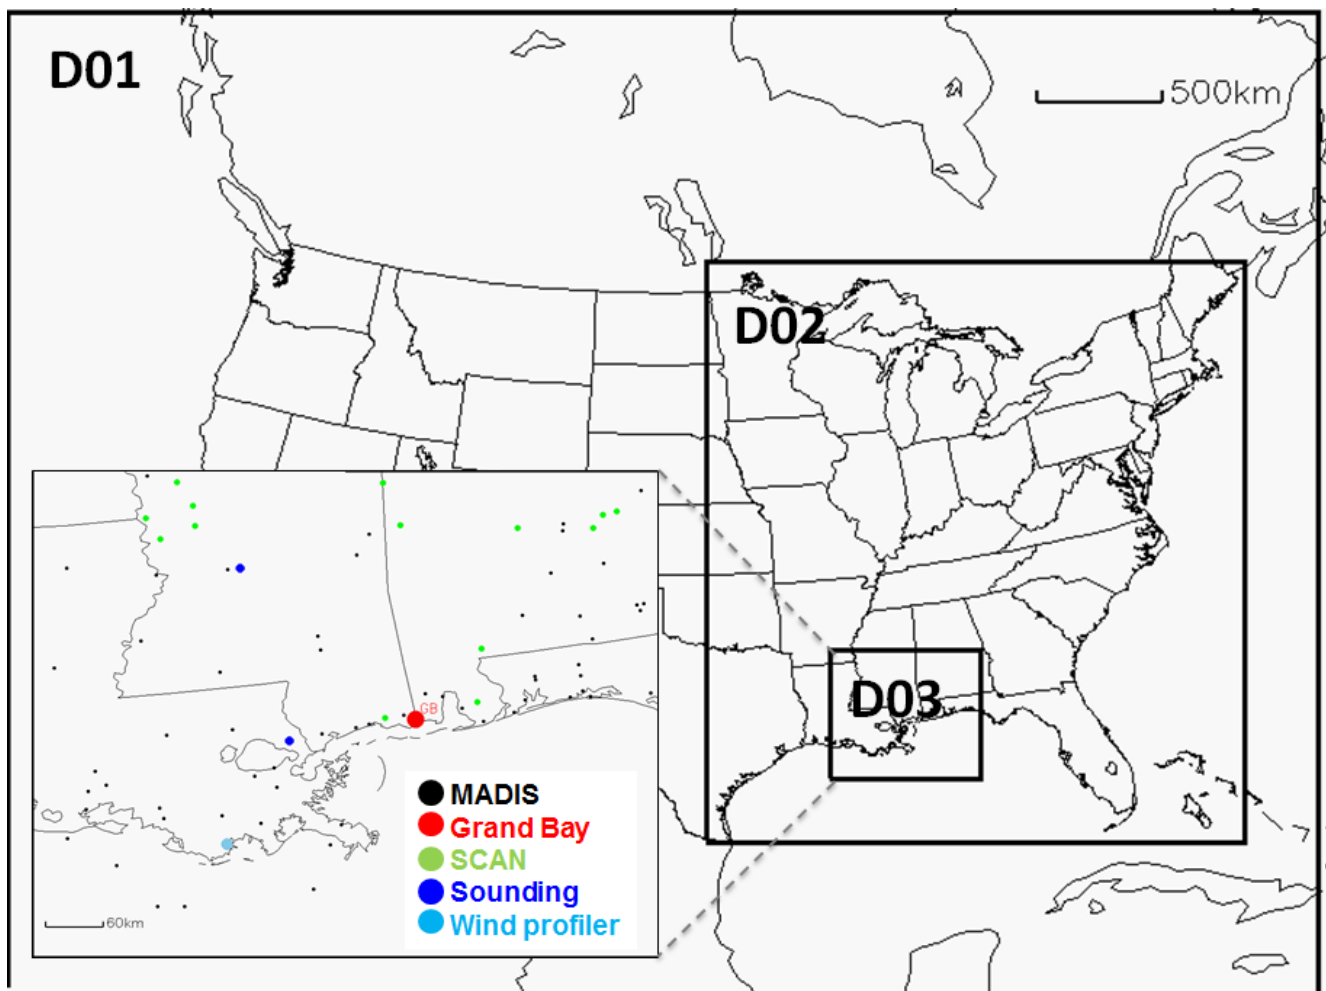 D01
500km
D02
D03
GB
MADIS
Grand Bay
SCAN
Sounding
Wind profiler
60km